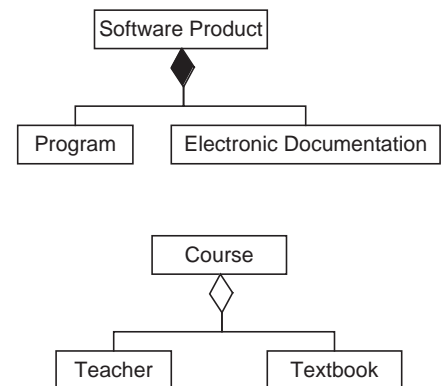 Software Product
Program
Electronic Documentation
Course
Teacher
Textbook